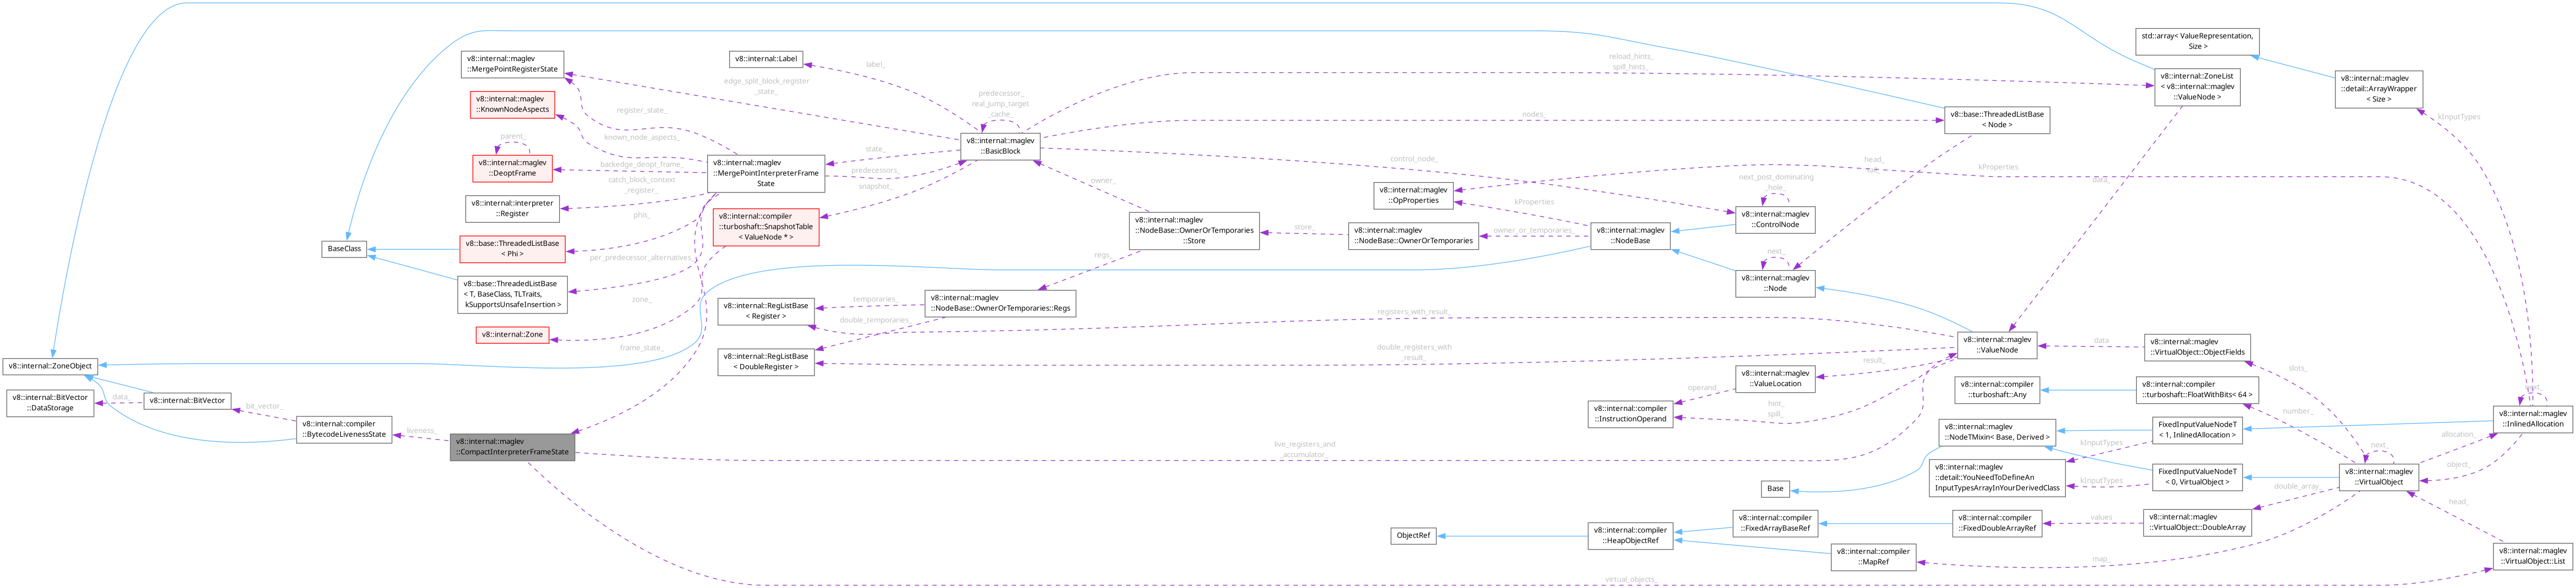 v8::internal::ZoneObject
v8::internal::BitVector
::DataStorage
data_
v8::internal::BitVector
bit_vector_
v8::internal::compiler
::BytecodeLivenessState
liveness_
BaseClass
v8::internal::maglev
::MergePointRegisterState
v8::internal::maglev
::KnownNodeAspects
parent_
v8::internal::maglev
::DeoptFrame
v8::internal::interpreter
::Register
v8::base::ThreadedListBase
< Phi >
v8::base::ThreadedListBase
< T, BaseClass, TLTraits,
kSupportsUnsafeInsertion >
v8::internal::Zone
v8::internal::maglev
::CompactInterpreterFrameState
register_state_
known_node_aspects_
backedge_deopt_frame_
catch_block_context
_register_
phis_
per_predecessor_alternatives_
zone_
frame_state_
v8::internal::Label
edge_split_block_register
_state_
v8::internal::maglev
::MergePointInterpreterFrame
State
v8::internal::compiler
::turboshaft::SnapshotTable
< ValueNode * >
v8::internal::RegListBase
< Register >
v8::internal::RegListBase
< DoubleRegister >
label_
state_
predecessors_
snapshot_
temporaries_
double_temporaries_
predecessor_
real_jump_target
_cache_
v8::internal::maglev
::BasicBlock
v8::internal::maglev
::NodeBase::OwnerOrTemporaries::Regs
owner_
regs_
v8::internal::maglev
::NodeBase::OwnerOrTemporaries
::Store
store_
v8::internal::maglev
::NodeBase::OwnerOrTemporaries
v8::internal::maglev
::OpProperties
kProperties
owner_or_temporaries_
reload_hints_
spill_hints_
nodes_
control_node_
registers_with_result_
double_registers_with
_result_
live_registers_and
_accumulator_
virtual_objects_
ObjectRef
v8::internal::maglev
::NodeBase
v8::internal::compiler
::InstructionOperand
v8::internal::compiler
::HeapObjectRef
operand_
hint_
spill_
next_post_dominating
_hole_
v8::internal::maglev
::ControlNode
next_
v8::internal::maglev
::Node
v8::internal::maglev
::ValueLocation
Base
v8::internal::compiler
::FixedArrayBaseRef
v8::internal::compiler
::MapRef
result_
head_
v8::base::ThreadedListBase
< Node >
kProperties
v8::internal::maglev
::ValueNode
v8::internal::compiler
::turboshaft::Any
v8::internal::maglev
::NodeTMixin< Base, Derived >
v8::internal::maglev
::detail::YouNeedToDefineAn
InputTypesArrayInYourDerivedClass
v8::internal::compiler
::FixedDoubleArrayRef
data_
data
kInputTypes
kInputTypes
values
map_
std::array< ValueRepresentation,
Size >
v8::internal::ZoneList
< v8::internal::maglev
::ValueNode >
v8::internal::maglev
::VirtualObject::ObjectFields
v8::internal::compiler
::turboshaft::FloatWithBits< 64 >
FixedInputValueNodeT
< 1, InlinedAllocation >
FixedInputValueNodeT
< 0, VirtualObject >
v8::internal::maglev
::VirtualObject::DoubleArray
slots_
number_
double_array_
v8::internal::maglev
::detail::ArrayWrapper
< Size >
next_
v8::internal::maglev
::VirtualObject
kInputTypes
allocation_
object_
head_
next_
v8::internal::maglev
::InlinedAllocation
v8::internal::maglev
::VirtualObject::List